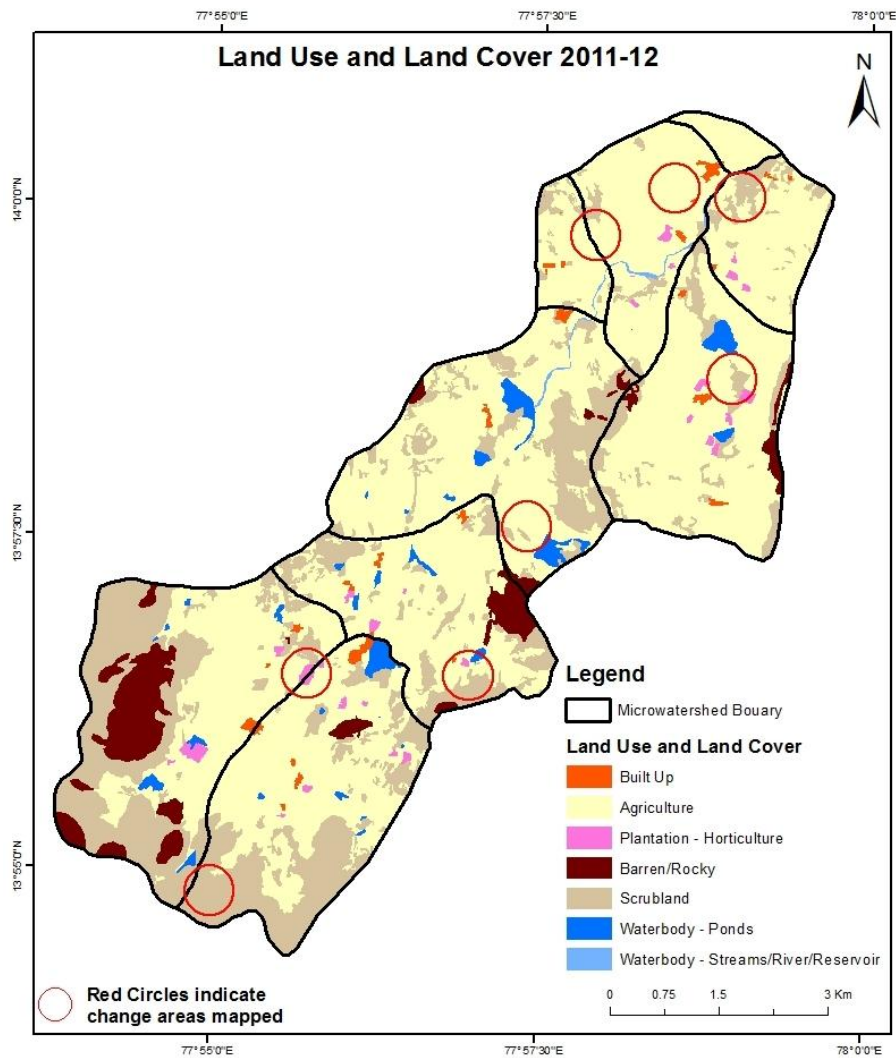 77°55'0"E
77°57'30"E
78°0'0"E
Land Use and Land Cover 2011-12
N
14°0'0"N
13°57'30"N
13°55'0"N
Legend
Microwatershed Bouary
Land Use and Land Cover
Built Up
Agriculture
Plantation - Horticulture
Barren/Rocky
Scrubland
Waterbody - Ponds
Waterbody - Streams/River/Reservoir
0 0.75 1.5 3 Km
Red Circles indicate
change areas mapped
77°55'0"E
77°57'30"E
78°0'0"E